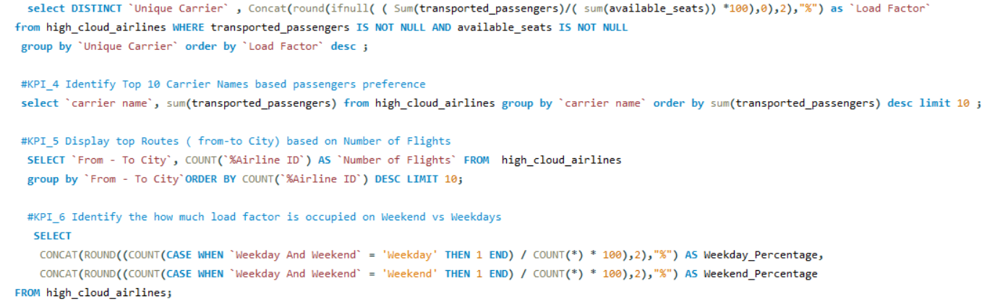 select DISTINCT `Unique Carrier` , Concat(round(ifnull( ( Sum(transported_passengers)/( sum(available_seats)) *100),0),2),"%") as `Load Factor`
from high_cloud_airlines WHERE transported_passengers IS NOT NULL AND available_seats IS NOT NULL
group by `Unique Carrier` order by `Load Factor` desc ;
#KPI_4 Identify Top 10 Carrier Names based passengers preference
select `carrier name`, sum(transported_passengers) from high_cloud_airlines group by `carrier name` order by sum(transported_passengers) desc limit 10 ;
#KPI_5 Display top Routes ( from-to City) based on Number of Flights
SELECT `From - To City`, COUNT(`%Airline ID`) AS `Number of Flights` FROM  high_cloud_airlines
group by `From - To City`ORDER BY COUNT(`%Airline ID`) DESC LIMIT 10;
#KPI_6 Identify the how much load factor is occupied on Weekend vs Weekdays
SELECT
CONCAT(ROUND((COUNT(CASE WHEN `Weekday And Weekend` = 'Weekday' THEN 1 END) / COUNT(*) * 100),2),"%") AS Weekday_Percentage,
CONCAT(ROUND((COUNT(CASE WHEN `Weekday And Weekend` = 'Weekend' THEN 1 END) / COUNT(*) * 100),2),"%") AS Weekend_Percentage
FROM high_cloud_airlines;